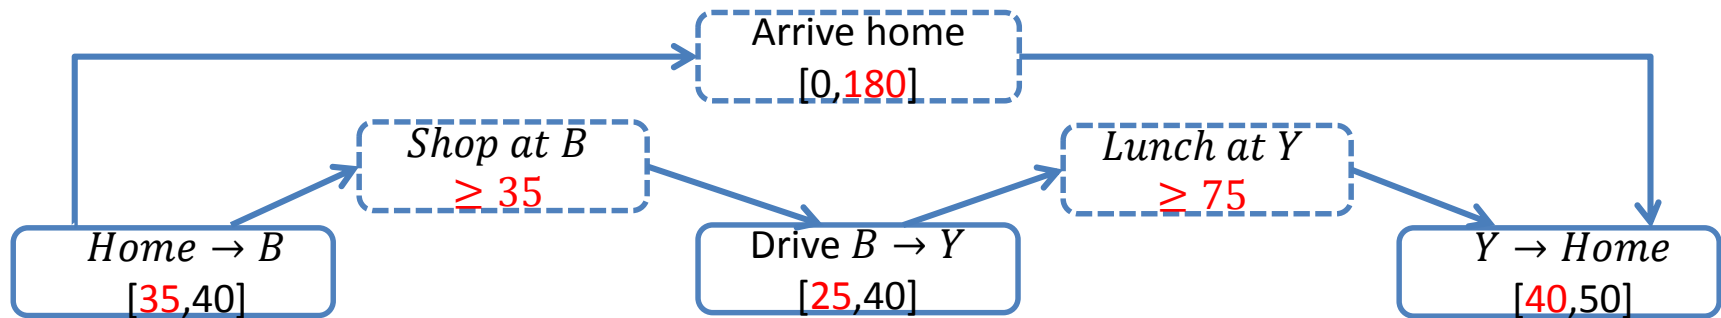 Arrive home
[0,180]
Shop at B
≥ 35
Lunch at Y
≥ 75
Home → B
[35,40]
Drive B → Y
[25,40]
Y → Home
[40,50]